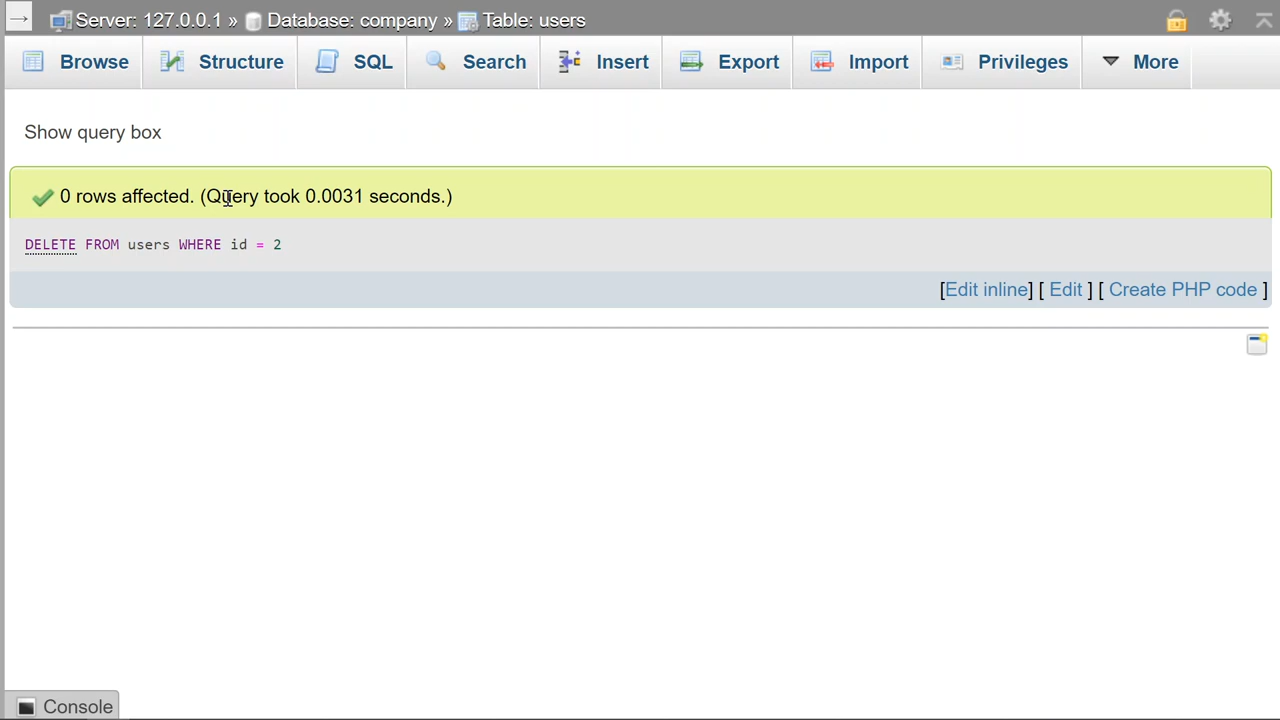 Server: 127.0.0.1 » Database: company » Table: users
Browse Structure SQL Search Insert Export Import Privileges More
Show query box
0 rows affected. (Query took 0.0031 seconds.)
DELETE FROM users WHERE id = 2
[Edit inline] [ Edit ] [ Create PHP code ]
Console